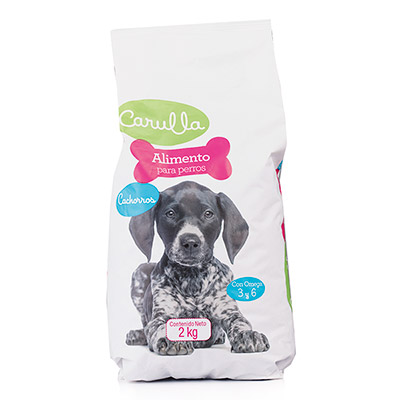 Carulla
Alimento
para perros
Cachorros
Con Omega
3 y 6
Contenido Neto
2 kg